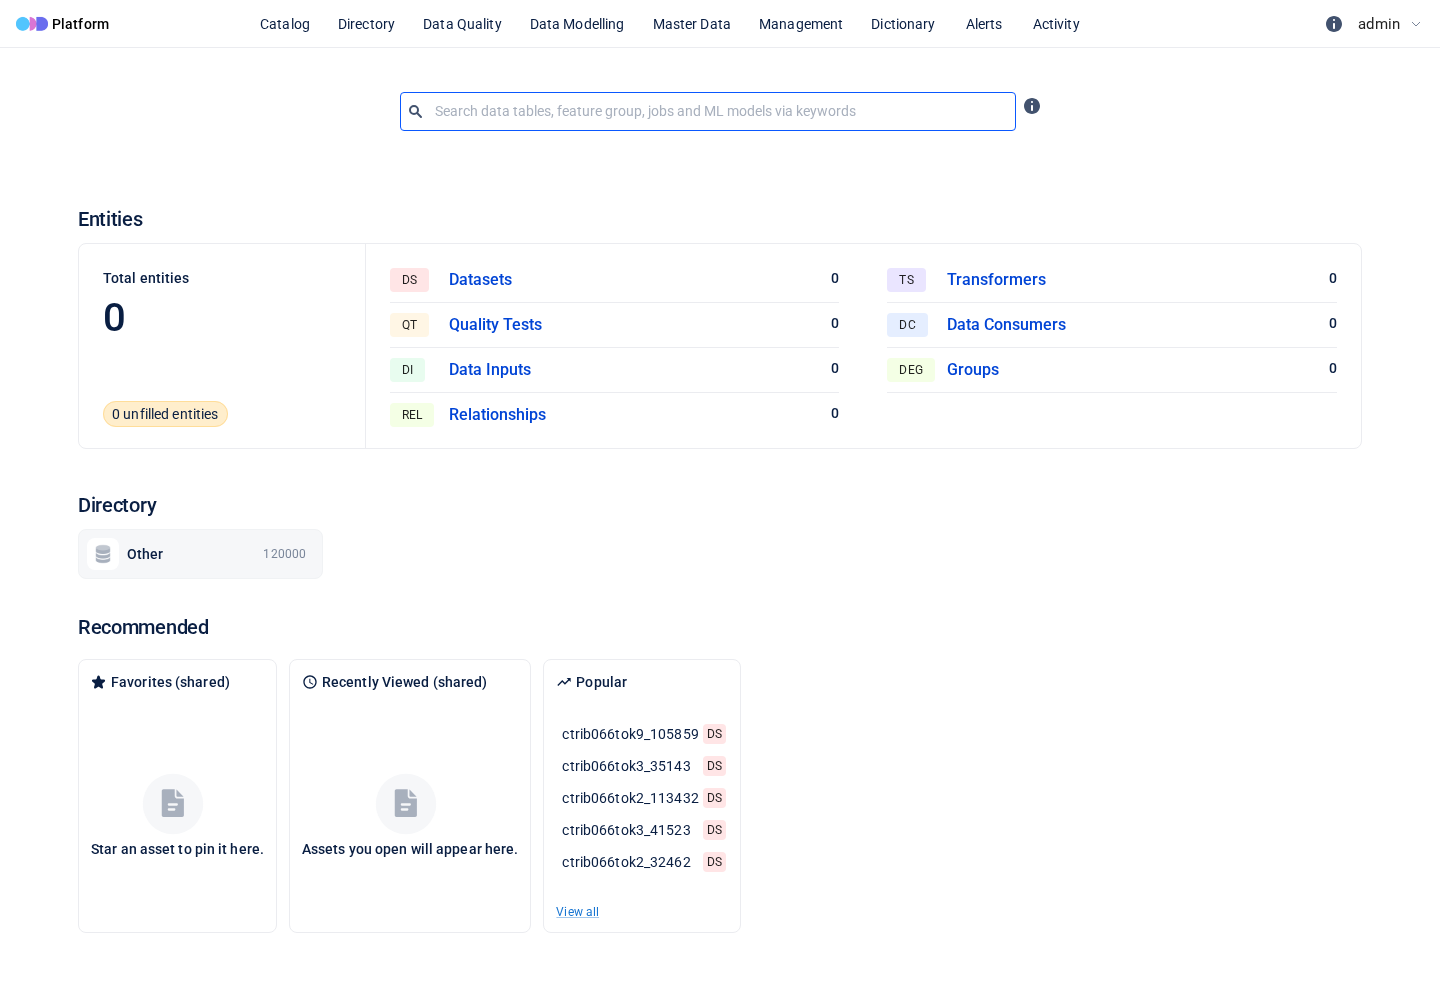 Platform
Catalog
Directory
Data Quality
Data Modelling
Master Data
Management
Dictionary
Alerts
Activity
admin
Search data tables, feature group, jobs and ML models via keywords
Entities
Total entities
0
0 unfilled entities
DS Datasets 0
QT Quality Tests 0
DI Data Inputs 0
REL Relationships 0
TS Transformers 0
DC Data Consumers 0
DEG Groups 0
Directory
Other 120000
Recommended
Favorites (shared)
Star an asset to pin it here.
Recently Viewed (shared)
Assets you open will appear here.
Popular
ctrib066tok9_105859 DS
ctrib066tok3_35143 DS
ctrib066tok2_113432 DS
ctrib066tok3_41523 DS
ctrib066tok2_32462 DS
View all